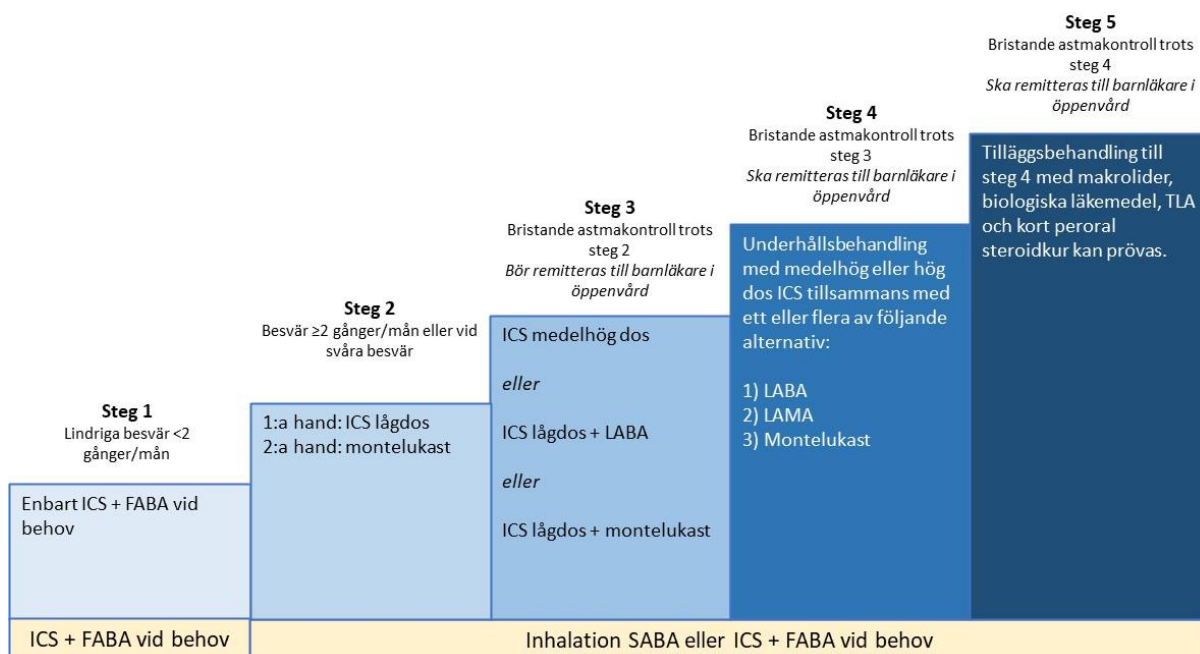 Steg 1
Lindriga besvär <2
gånger/mån
Enbart ICS + FABA vid
behov
Steg 2
Besvär ≥2 gånger/mån eller vid
svåra besvär
1:a hand: ICS lågdos
2:a hand: montelukast
Steg 3
Bristande astmakontroll trots
steg 2
Bör remitteras till barnläkare i
öppenvård
ICS medelhög dos
eller
ICS lågdos + LABA
eller
ICS lågdos + montelukast
Steg 4
Bristande astmakontroll trots
steg 3
Ska remitteras till barnläkare i
öppenvård
Underhållsbehandling
med medelhög eller hög
dos ICS tillsammans med
ett eller flera av följande
alternativ:
1) LABA
2) LAMA
3) Montelukast
Steg 5
Bristande astmakontroll trots
steg 4
Ska remitteras till barnläkare i
öppenvård
Tilläggsbehandling till
steg 4 med makrolider,
biologiska läkemedel, TLA
och kort peroral
steroidkur kan prövas.
ICS + FABA vid behov
Inhalation SABA eller ICS + FABA vid behov